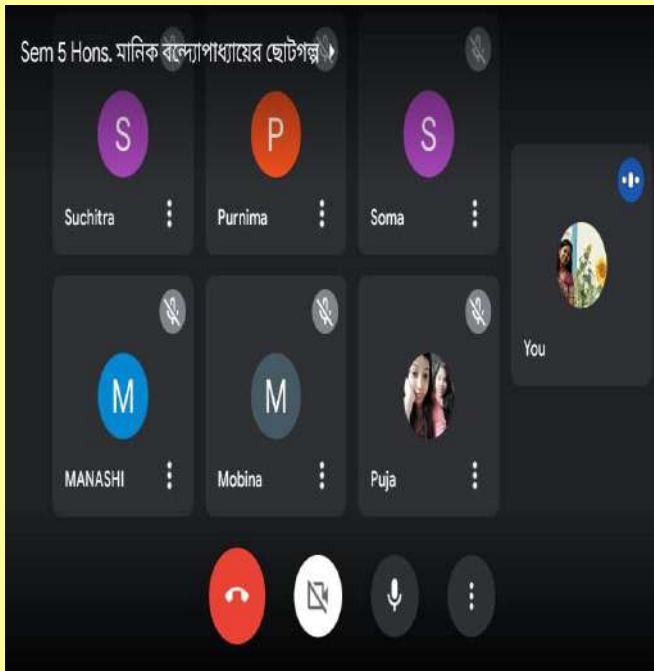 Sem 5 Hons. মানিক বন্দ্যোপাধ্যায়ের ছোটগল্প
S
P
S
Suchitra
Purnima
Soma
You
M
M
MANASHI
Mobina
Puja